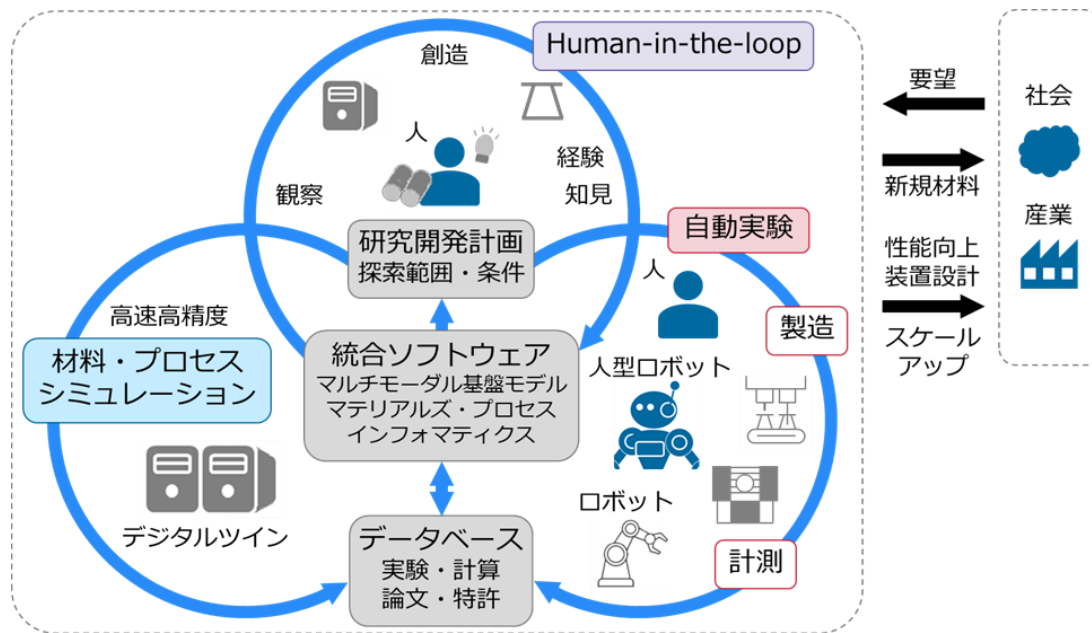 Human-in-the-loop
創造
人
経験
知見
観察
研究開発計画
探索範囲・条件
自動実験
人
高速高精度
材料・プロセス
シミュレーション
統合ソフトウェア
マルチモーダル基盤モデル
マテリアルズ・プロセス
インフォマティクス
製造
人型ロボット
デジタルツイン
ロボット
データベース
実験・計算
論文・特許
計測
要望
新規材料
性能向上
装置設計
スケール
アップ
社会
産業